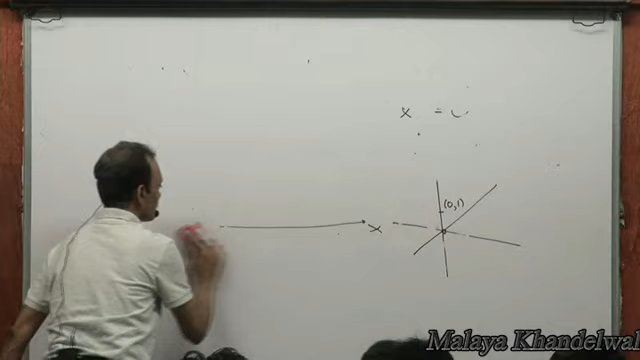 x =
(0,1)
x
Malaya Khandelwal